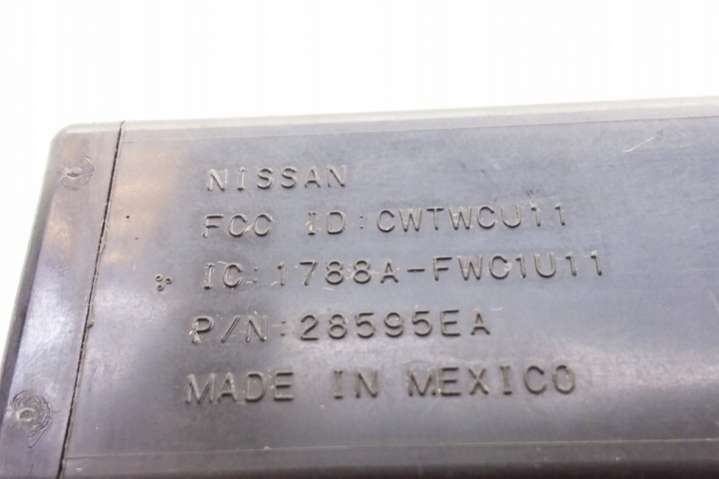 NISSAN
FCC ID:CWTWCU11
IC:1788A-FWC1U11
P/N:28595EA
MADE IN MEXICO